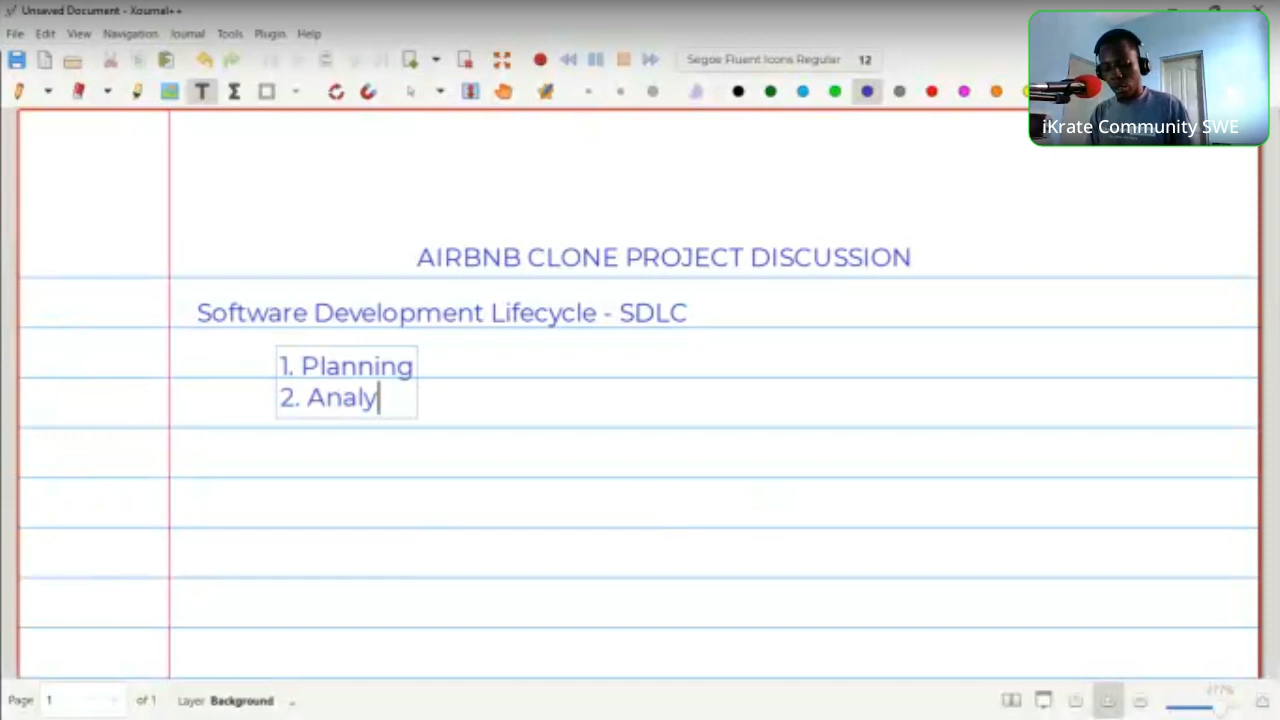 Unsaved Document - Xournal++
File Edit View Navigation Journal Tools Plugin Help
Segoe Fluent Icons Regular 12
iKrate Community SWE
AIRBNB CLONE PROJECT DISCUSSION
Software Development Lifecycle - SDLC
1. Planning
2. Analy
Page 1 of 1 Layer Background